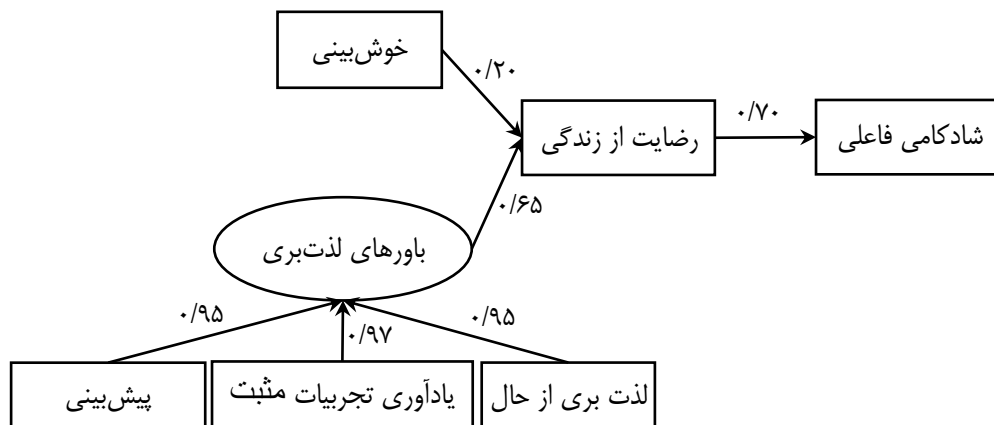 خوش‌بینی
۰/۲۰
۰/۷۰
شادکامی فاعلی
رضایت از زندگی
۰/۶۵
باورهای لذت‌بری
۰/۹۵
۰/۹۷
۰/۹۵
لذت بری از حال
یادآوری تجربیات مثبت
پیش‌بینی